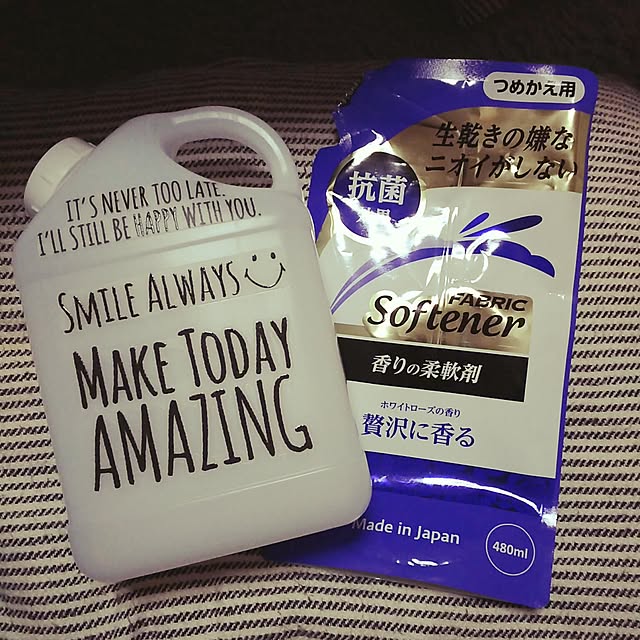 IT'S NEVER TOO LATE.
I'LL STILL BE HAPPY WITH YOU.
SMILE ALWAYS
MAKE TODAY
AMAZING
つめかえ用
生乾きの嫌な
ニオイがしない
抗菌
FABRIC
Softener
香りの柔軟剤
ホワイトローズの香り
贅沢に香る
Made in Japan
480ml